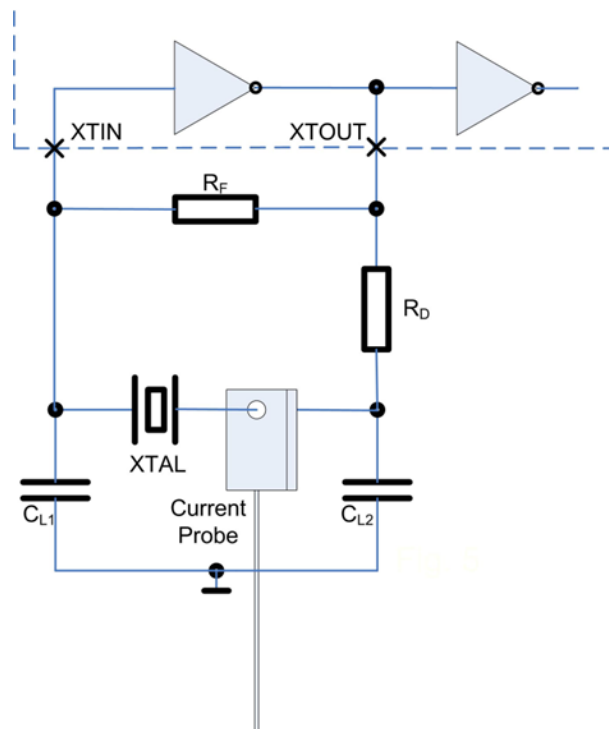 XTIN
XTOUT
RF
RD
XTAL
CL1
Current
Probe
CL2